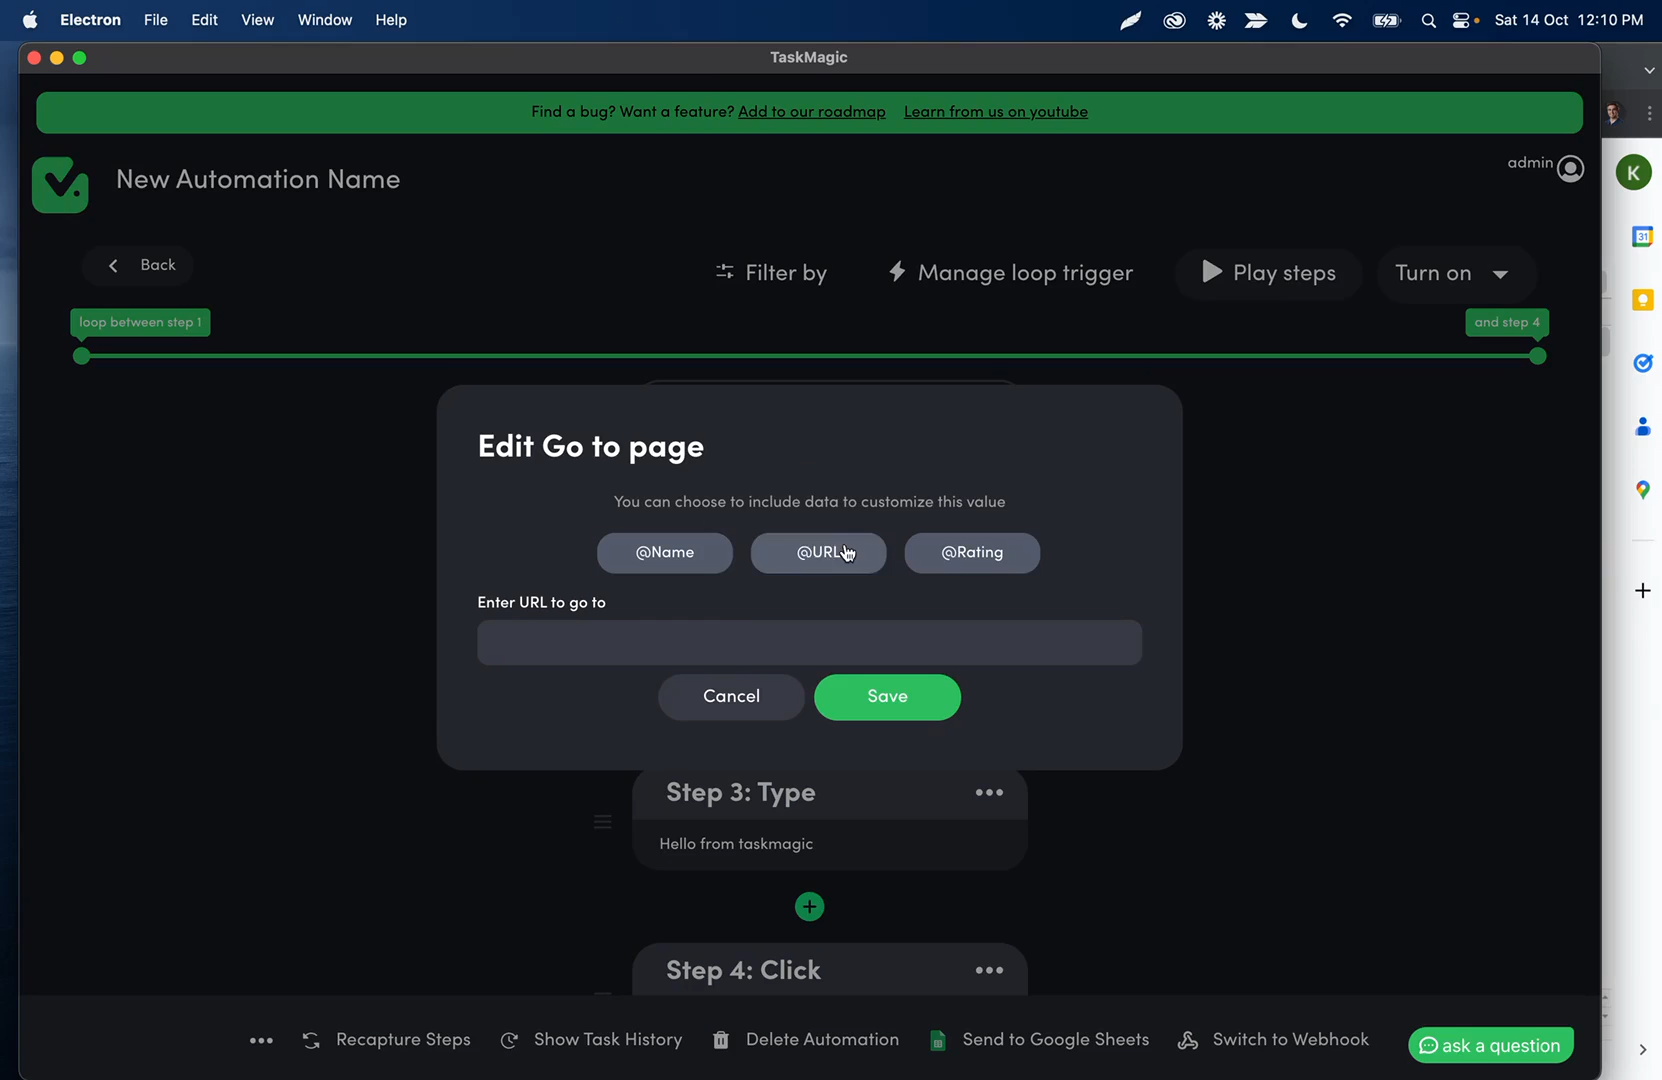 Electron File Edit View Window Help
Sat 14 Oct 12:10 PM
TaskMagic
Find a bug? Want a feature? Add to our roadmap Learn from us on youtube
New Automation Name
admin
K
31
Back
Filter by
Manage loop trigger
Play steps
Turn on
loop between step 1
and step 4
Edit Go to page
You can choose to include data to customize this value
@Name
@URL
@Rating
Enter URL to go to
Cancel
Save
Step 3: Type
Hello from taskmagic
Step 4: Click
Recapture Steps
Show Task History
Delete Automation
Send to Google Sheets
Switch to Webhook
ask a question